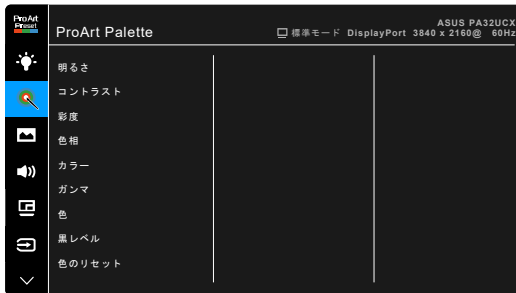 ProArt
Preset
ProArt Palette
ASUS PA32UCX
標準モード DisplayPort 3840 x 2160@ 60Hz
明るさ
コントラスト
彩度
色相
カラー
ガンマ
色
黒レベル
色のリセット